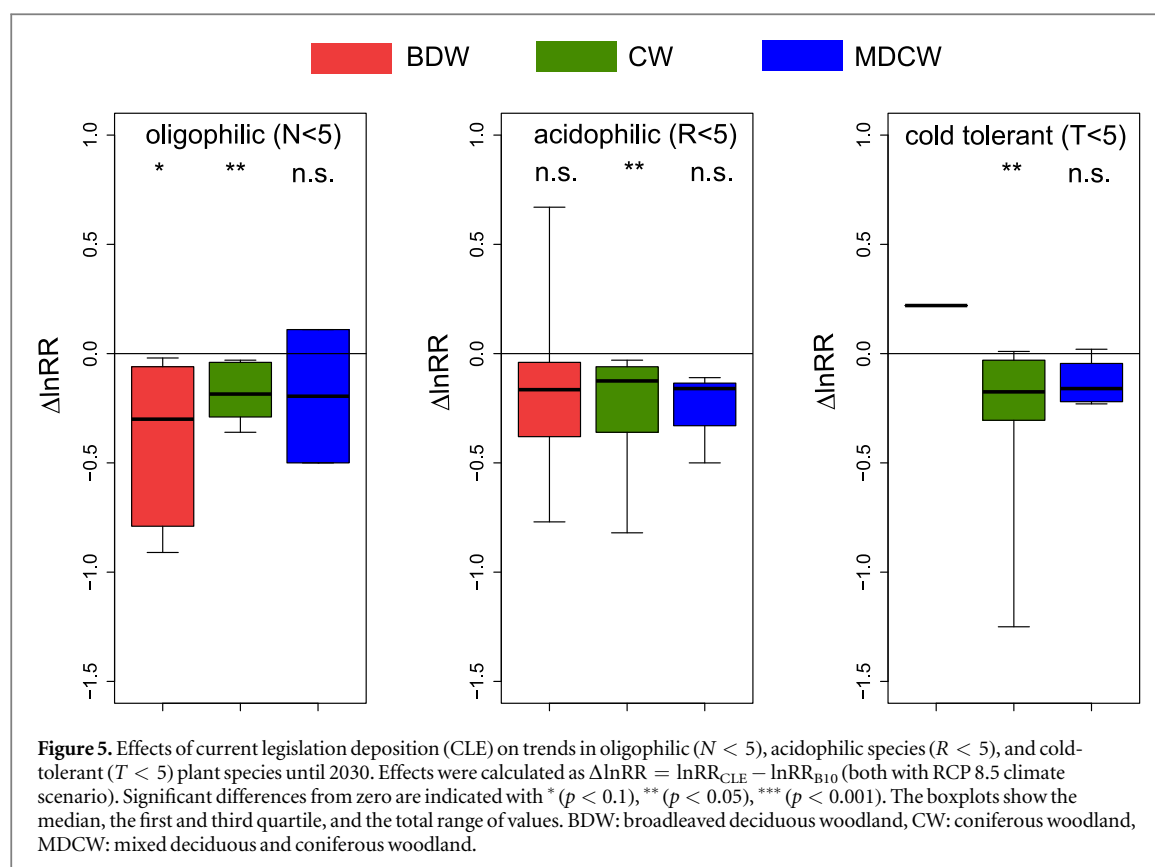 BDW CW MDCW
oligophilic (N<5)
* ** n.s.
1.0
0.5
0.0
−0.5
−1.0
−1.5
ΔlnRR
acidophilic (R<5)
n.s. ** n.s.
1.0
0.5
0.0
−0.5
−1.0
−1.5
ΔlnRR
cold tolerant (T<5)
** n.s.
1.0
0.5
0.0
−0.5
−1.0
−1.5
ΔlnRR
Figure 5. Effects of current legislation deposition (CLE) on trends in oligophilic (N < 5), acidophilic species (R < 5), and cold-
tolerant (T < 5) plant species until 2030. Effects were calculated as ΔlnRR = lnRR_CLE − lnRR_B10 (both with RCP 8.5 climate
scenario). Significant differences from zero are indicated with * (p < 0.1), ** (p < 0.05), *** (p < 0.001). The boxplots show the
median, the first and third quartile, and the total range of values. BDW: broadleaved deciduous woodland, CW: coniferous woodland,
MDCW: mixed deciduous and coniferous woodland.